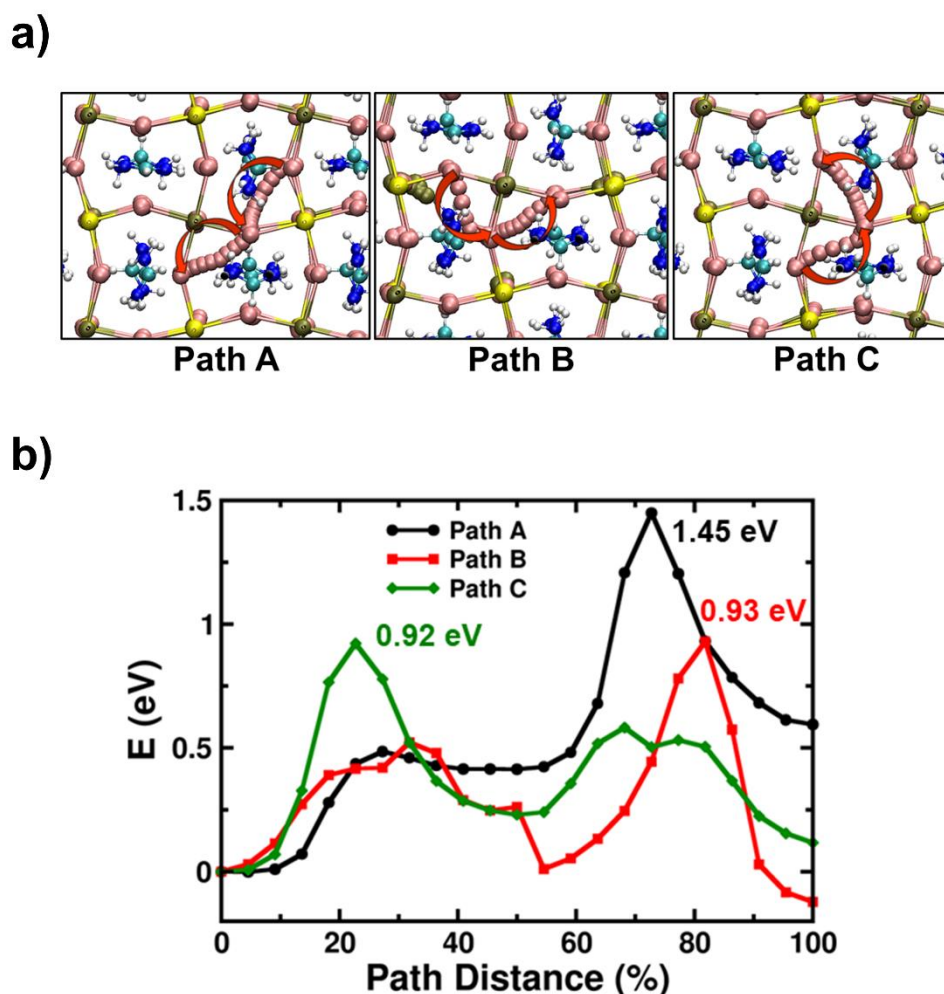 a)
Path A
Path B
Path C
b)
1.5
1
0.5
0
E (eV)
Path A
Path B
Path C
1.45 eV
0.93 eV
0.92 eV
0 20 40 60 80 100
Path Distance (%)